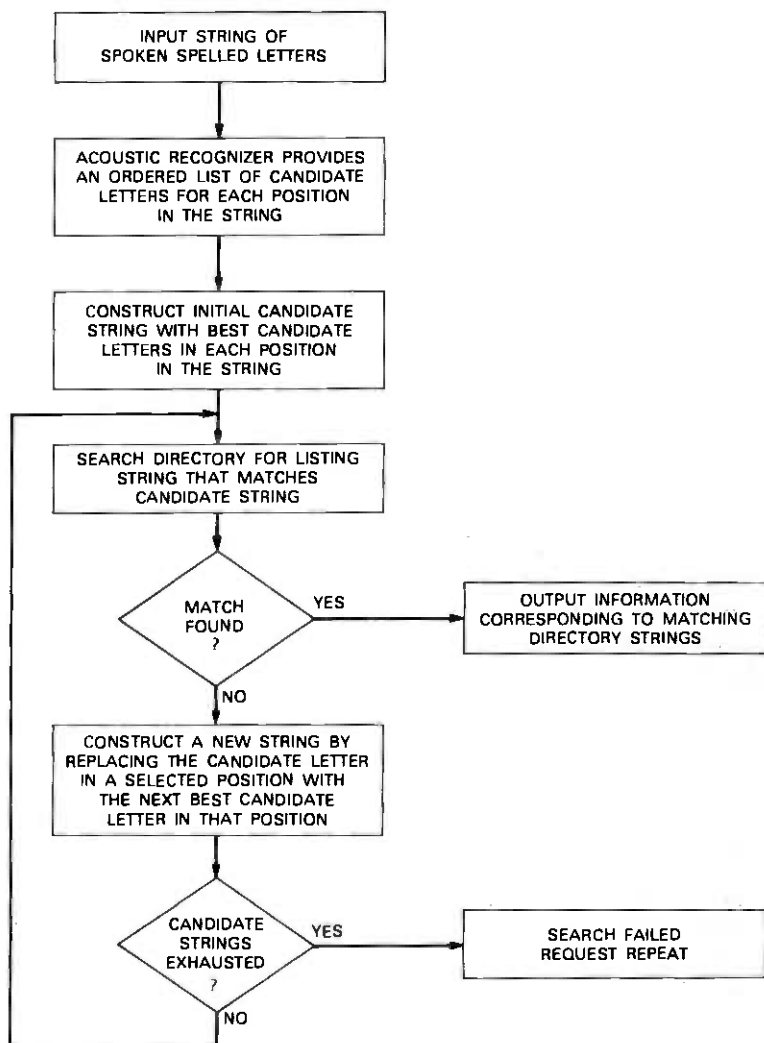 INPUT STRING OF
SPOKEN SPELLED LETTERS
ACOUSTIC RECOGNIZER PROVIDES
AN ORDERED LIST OF CANDIDATE
LETTERS FOR EACH POSITION
IN THE STRING
CONSTRUCT INITIAL CANDIDATE
STRING WITH BEST CANDIDATE
LETTERS IN EACH POSITION
IN THE STRING
SEARCH DIRECTORY FOR LISTING
STRING THAT MATCHES
CANDIDATE STRING
MATCH
FOUND
?
YES
OUTPUT INFORMATION
CORRESPONDING TO MATCHING
DIRECTORY STRINGS
NO
CONSTRUCT A NEW STRING BY
REPLACING THE CANDIDATE LETTER
IN A SELECTED POSITION WITH
THE NEXT BEST CANDIDATE
LETTER IN THAT POSITION
CANDIDATE
STRINGS
EXHAUSTED
?
YES
SEARCH FAILED
REQUEST REPEAT
NO